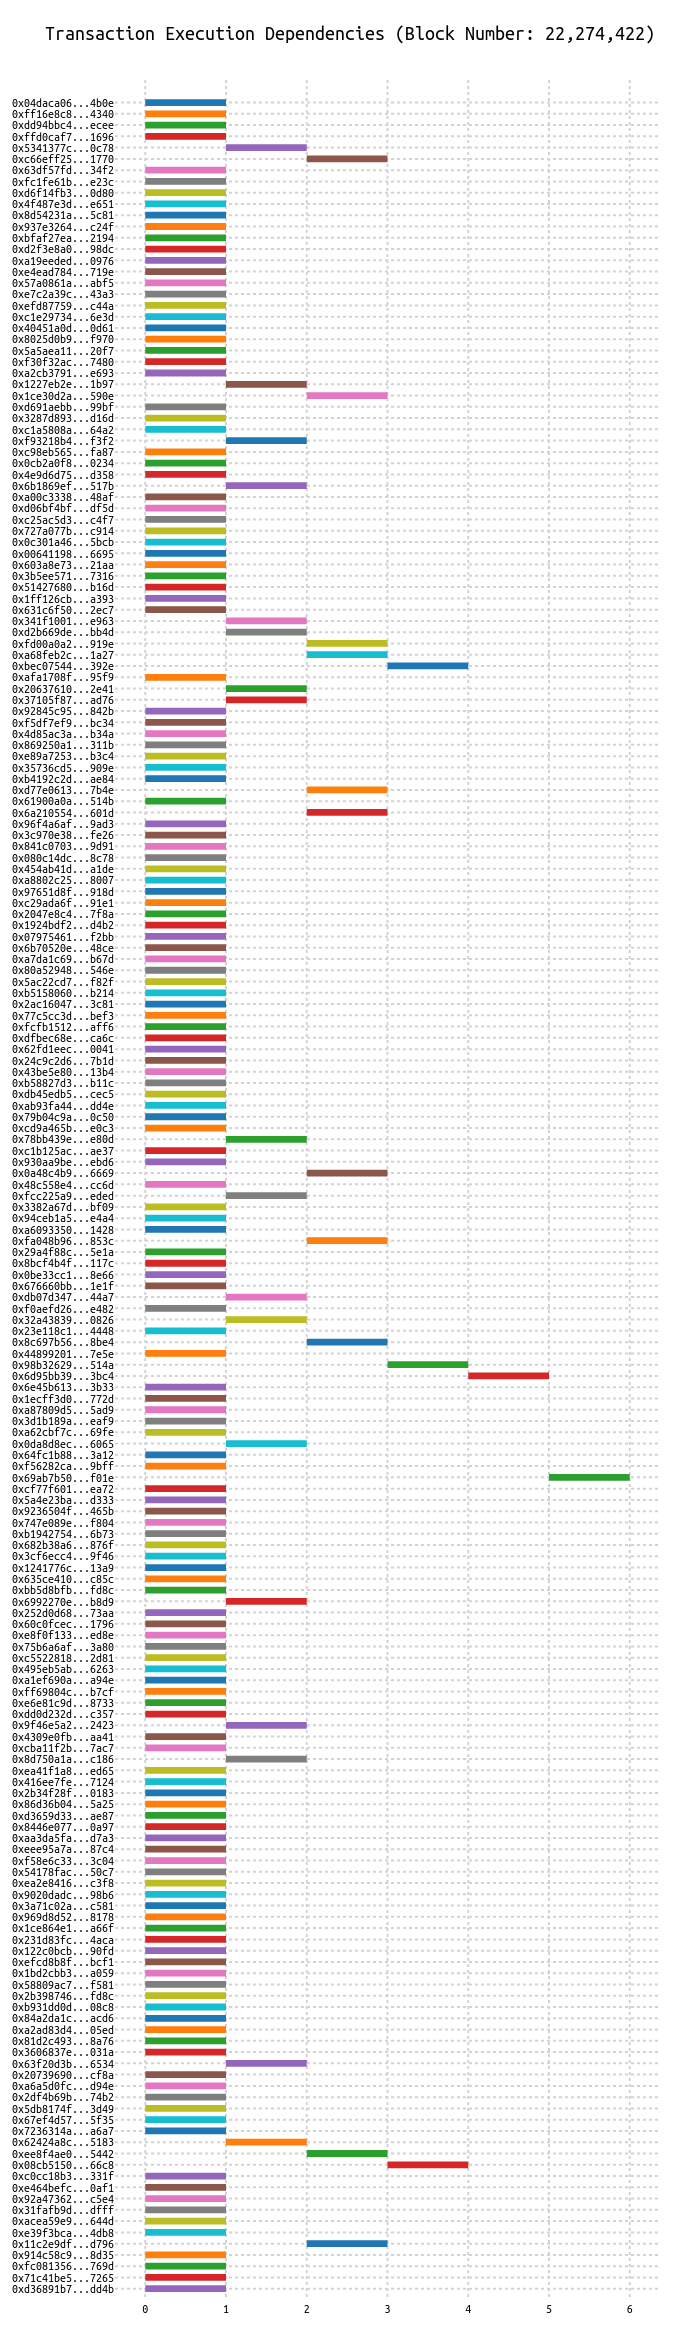 Transaction Execution Dependencies (Block Number: 22,274,422)
0x04daca06...4b0e
0xff16e8c8...4340
0xdd94bbc4...ecee
0xffd0caf7...1696
0x5341377c...0c78
0xc66eff25...1770
0x63df57fd...34f2
0xfc1fe61b...e23c
0xd6f14fb3...0d80
0x4f487e3d...e651
0x8d54231a...5c81
0x937e3264...c24f
0xbfaf27ea...2194
0xd2f3e8a0...98dc
0xa19eeded...0976
0xe4ead784...719e
0x57a0861a...abf5
0xe7c2a39c...43a3
0xefd87759...c44a
0xc1e29734...6e3d
0x40451a0d...0d61
0x8025d0b9...f970
0x5a5aea11...20f7
0xf30f32ac...7480
0xa2cb3791...e693
0x1227eb2e...1b97
0x1ce30d2a...590e
0xd691aebb...99bf
0x3287d893...d16d
0xc1a5808a...64a2
0xf93218b4...f3f2
0xc98eb565...fa87
0x0cb2a0f8...0234
0x4e9d6d75...d358
0x6b1869ef...517b
0xa00c3338...48af
0xd06bf4bf...df5d
0xc25ac5d3...c4f7
0x727a077b...c914
0x0c301a46...5bcb
0x00641198...6695
0x603a8e73...21aa
0x3b5ee571...7316
0x51427680...b16d
0x1ff126cb...a393
0x631c6f50...2ec7
0x341f1001...e963
0xd2b669de...bb4d
0xfd00a0a2...919e
0xa68feb2c...1a27
0xbec07544...392e
0xafa1708f...95f9
0x20637610...2e41
0x37105f87...ad76
0x92845c95...842b
0xf5df7ef9...bc34
0x4d85ac3a...b34a
0x869250a1...311b
0xe89a7253...b3c4
0x35736cd5...909e
0xb4192c2d...ae84
0xd77e0613...7b4e
0x61900a0a...514b
0x6a210554...601d
0x96f4a6af...9ad3
0x3c970e38...fe26
0x841c0703...9d91
0x080c14dc...8c78
0x454ab41d...a1de
0xa8802c25...8007
0x97651d8f...918d
0xc29ada6f...91e1
0x2047e8c4...7f8a
0x1924bdf2...d4b2
0x07975461...f2bb
0x6b70520e...48ce
0xa7da1c69...b67d
0x80a52948...546e
0x5ac22cd7...f82f
0xb5158060...b214
0x2ac16047...3c81
0x77c5cc3d...bef3
0xfcfb1512...aff6
0xdfbec68e...ca6c
0x62fd1eec...0041
0x24c9c2d6...7b1d
0x43be5e80...13b4
0xb58827d3...b11c
0xdb45edb5...cec5
0xab93fa44...dd4e
0x79b04c9a...0c50
0xcd9a465b...e0c3
0x78bb439e...e80d
0xc1b125ac...ae37
0x930aa9be...ebd6
0x0a48c4b9...6669
0x48c558e4...cc6d
0xfcc225a9...eded
0x3382a67d...bf09
0x94ceb1a5...e4a4
0xa6093350...1428
0xfa048b96...853c
0x29a4f88c...5e1a
0x8bcf4b4f...117c
0x0be33cc1...8e66
0x676660bb...1e1f
0xdb07d347...44a7
0xf0aefd26...e482
0x32a43839...0826
0x23e118c1...4448
0x8c697b56...8be4
0x44899201...7e5e
0x98b32629...514a
0x6d95bb39...3bc4
0x6e45b613...3b33
0x1ecff3d0...772d
0xa87809d5...5ad9
0x3d1b189a...eaf9
0xa62cbf7c...69fe
0x0da8d8ec...6065
0x64fc1b88...3a12
0xf56282ca...9bff
0x69ab7b50...f01e
0xcf77f601...ea72
0x5a4e23ba...d333
0x9236504f...465b
0x747e089e...f804
0xb1942754...6b73
0x682b38a6...876f
0x3cf6ecc4...9f46
0x1241776c...13a9
0x635ce410...c85c
0xbb5d8bfb...fd8c
0x6992270e...b8d9
0x252d0d68...73aa
0x60c0fcec...1796
0xe8f0f133...ed8e
0x75b6a6af...3a80
0xc5522818...2d81
0x495eb5ab...6263
0xa1ef690a...a94e
0xff69804c...b7cf
0xe6e81c9d...8733
0xdd0d232d...c357
0x9f46e5a2...2423
0x4309e0fb...aa41
0xcba11f2b...7ac7
0x8d750a1a...c186
0xea41f1a8...ed65
0x416ee7fe...7124
0x2b34f28f...0183
0x86d36b04...5a25
0xd3659d33...ae87
0x8446e077...0a97
0xaa3da5fa...d7a3
0xeee95a7a...87c4
0xf58e6c33...3c04
0x54178fac...50c7
0xea2e8416...c3f8
0x9020dadc...98b6
0x3a71c02a...c581
0x969d8d52...8178
0x1ce864e1...a66f
0x231d83fc...4aca
0x122c0bcb...90fd
0xefcd8b8f...bcf1
0x1bd2cbb3...a059
0x58809ac7...f581
0x2b398746...fd8c
0xb931dd0d...08c8
0x84a2da1c...acd6
0xa2ad83d4...05ed
0x81d2c493...8a76
0x3606837e...031a
0x63f20d3b...6534
0x20739690...cf8a
0xa6a5d0fc...d94e
0x2df4b69b...74b2
0x5db8174f...3d49
0x67ef4d57...5f35
0x7236314a...a6a7
0x62424a8c...5183
0xee8f4ae0...5442
0x08cb5150...66c8
0xc0cc18b3...331f
0xe464befc...0af1
0x92a47362...c5e4
0x31fafb9d...dfff
0xacea59e9...644d
0xe39f3bca...4db8
0x11c2e9df...d796
0x914c58c9...8d35
0xfc081356...769d
0x71c41be5...7265
0xd36891b7...dd4b
0 1 2 3 4 5 6